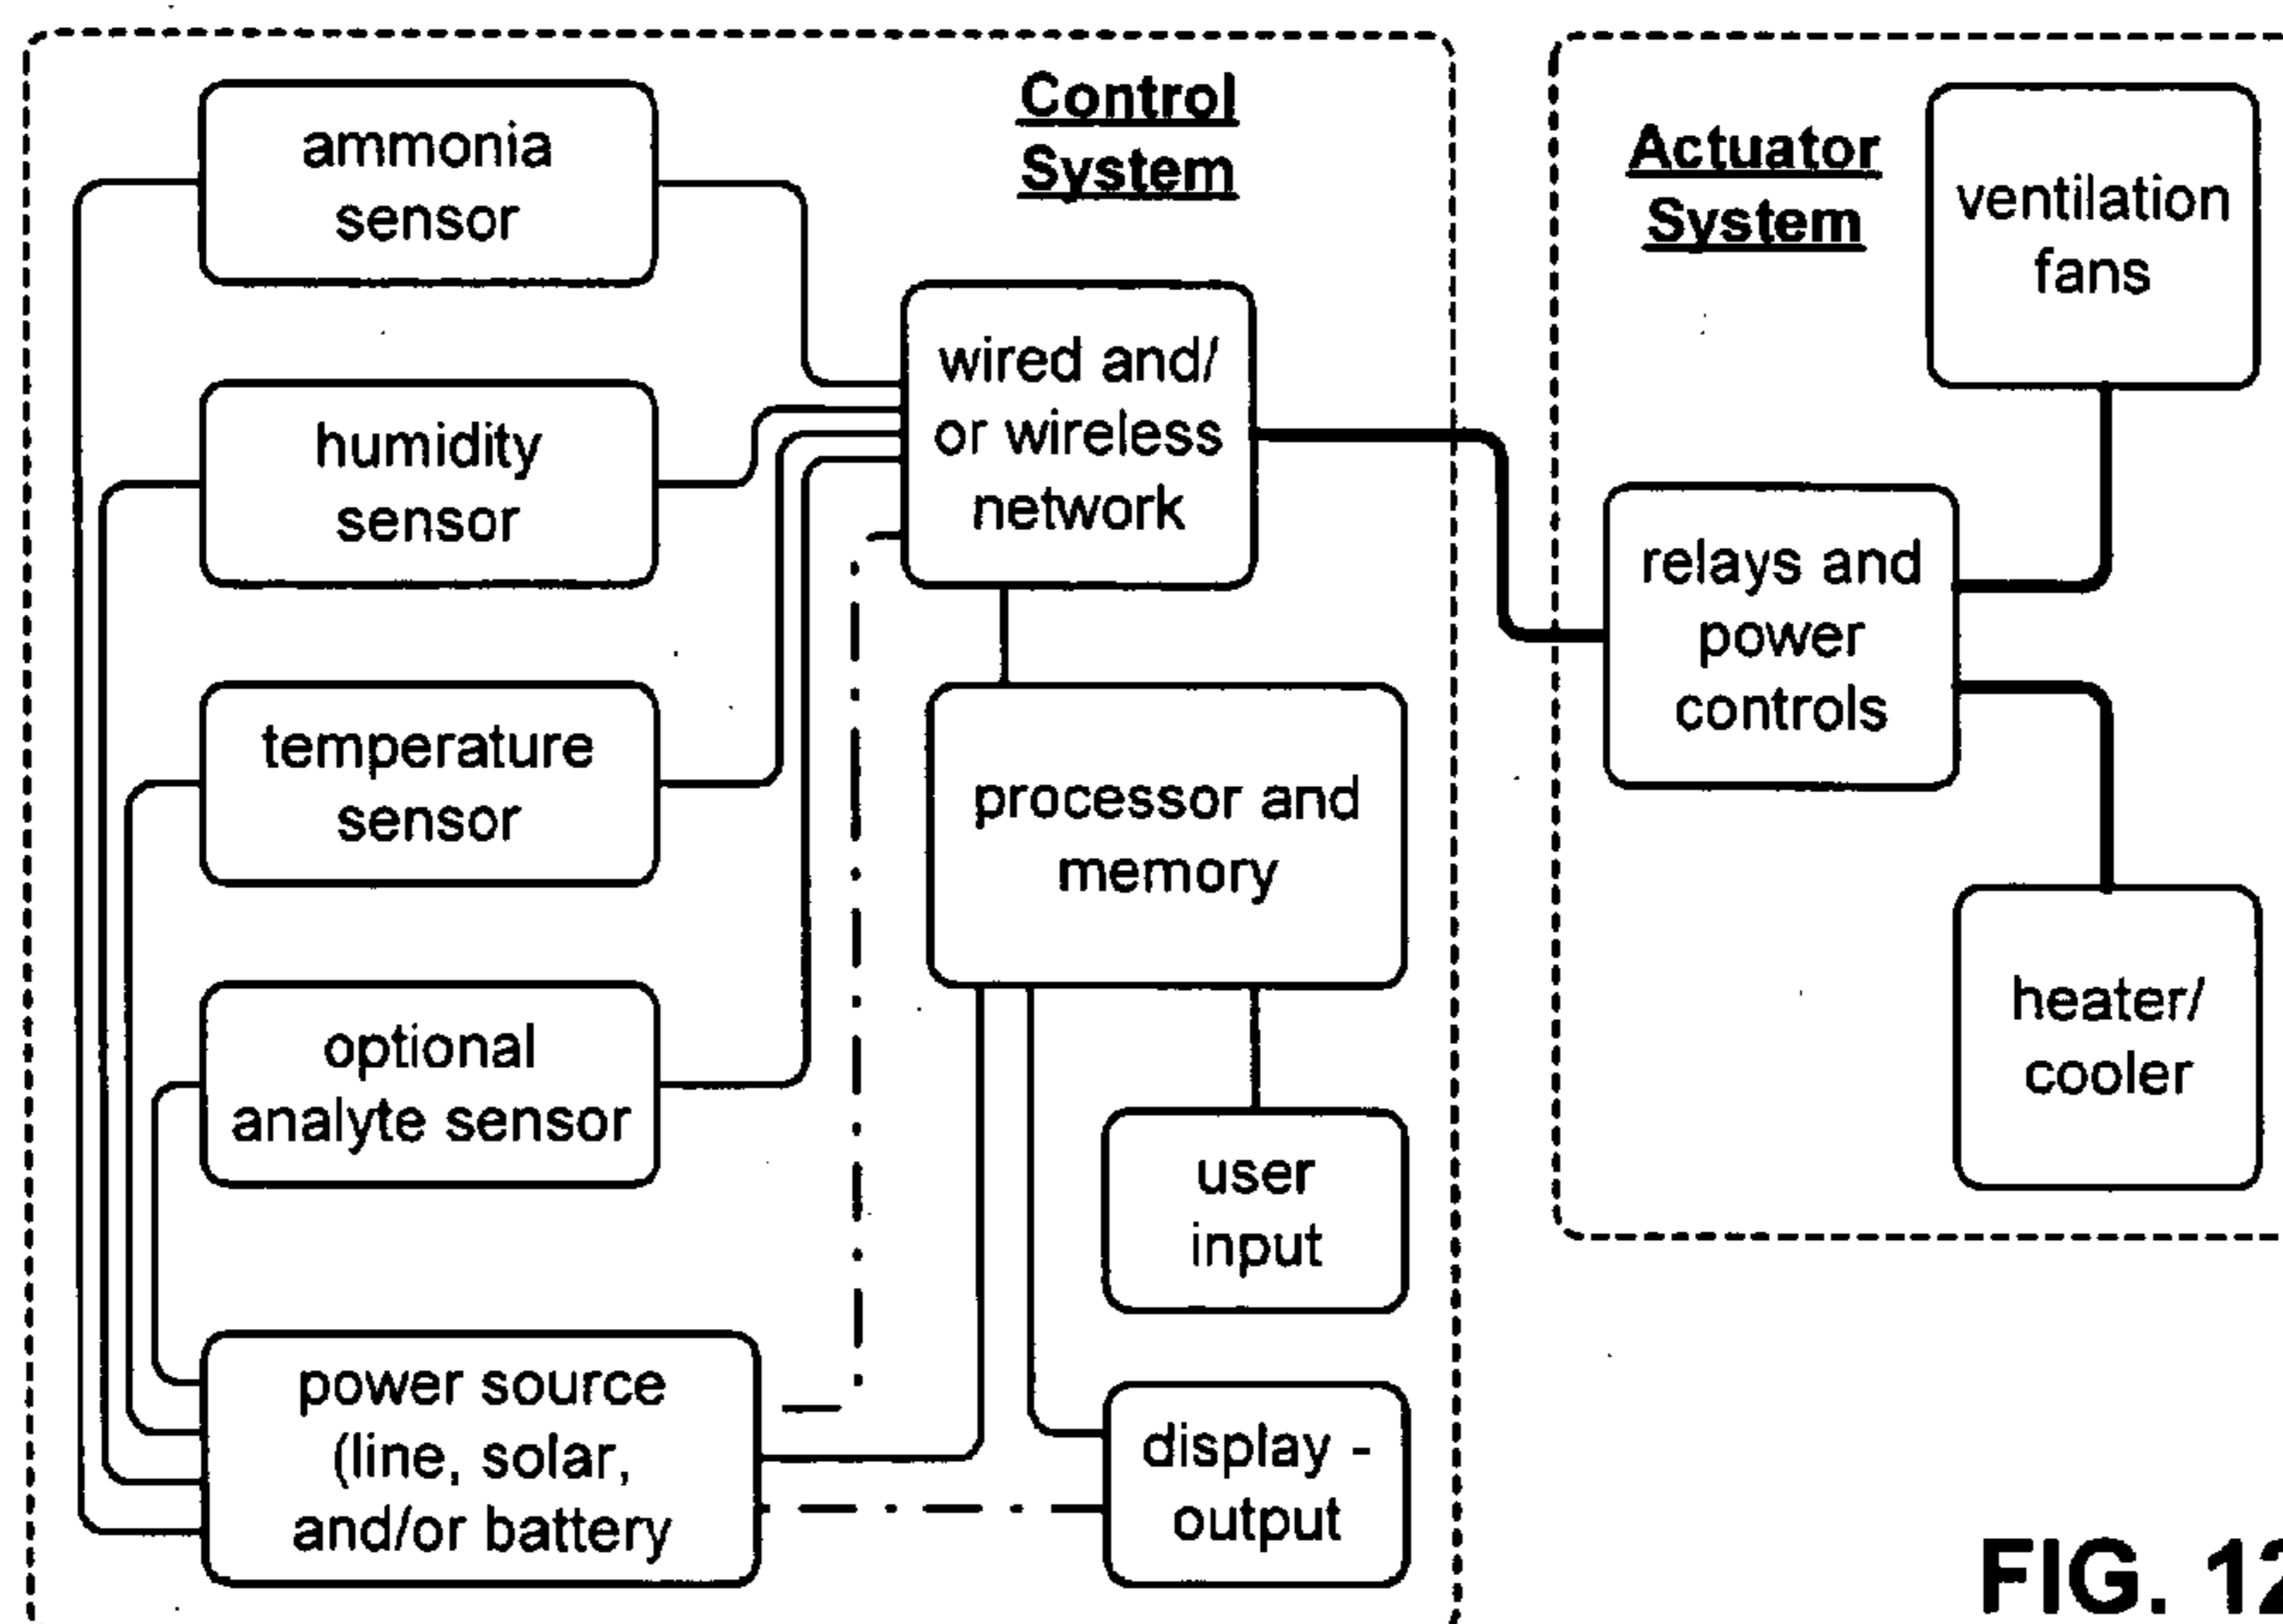 Control
System
ammonia
sensor
humidity
sensor
temperature
sensor
optional
analyte sensor
power source
(line, solar,
and/or battery
wired and/
or wireless
network
processor and
memory
user
input
display -
output
Actuator
System
ventilation
fans
relays and
power
controls
heater/
cooler
FIG. 12